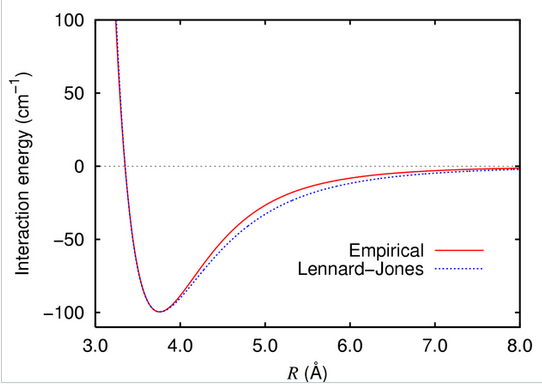 100
50
0
−50
−100
Interaction energy (cm⁻¹)
Empirical
Lennard−Jones
3.0 4.0 5.0 6.0 7.0 8.0
R (Å)